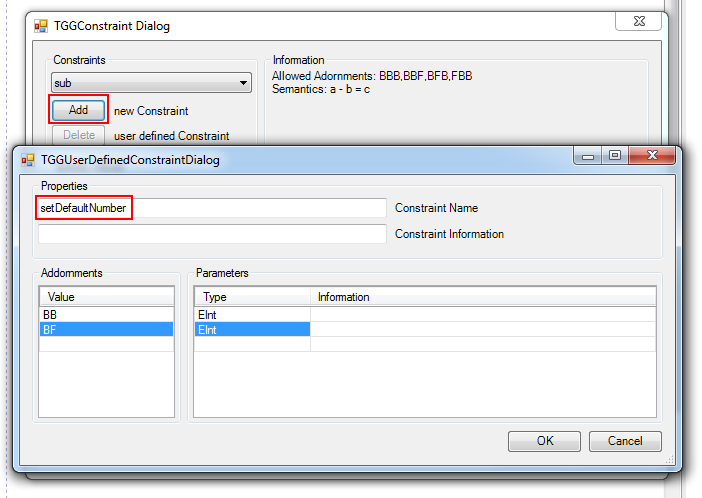 TGGConstraint Dialog
Constraints
Information
sub
Allowed Adornments: BBB,BBF,BFB,FBB
Semantics: a - b = c
Add new Constraint
Delete user defined Constraint
TGGUserDefinedConstraintDialog
Properties
setDefaultNumber Constraint Name
Constraint Information
Adornments
Parameters
Value
Type Information
BB
EInt
BF
EInt
OK Cancel